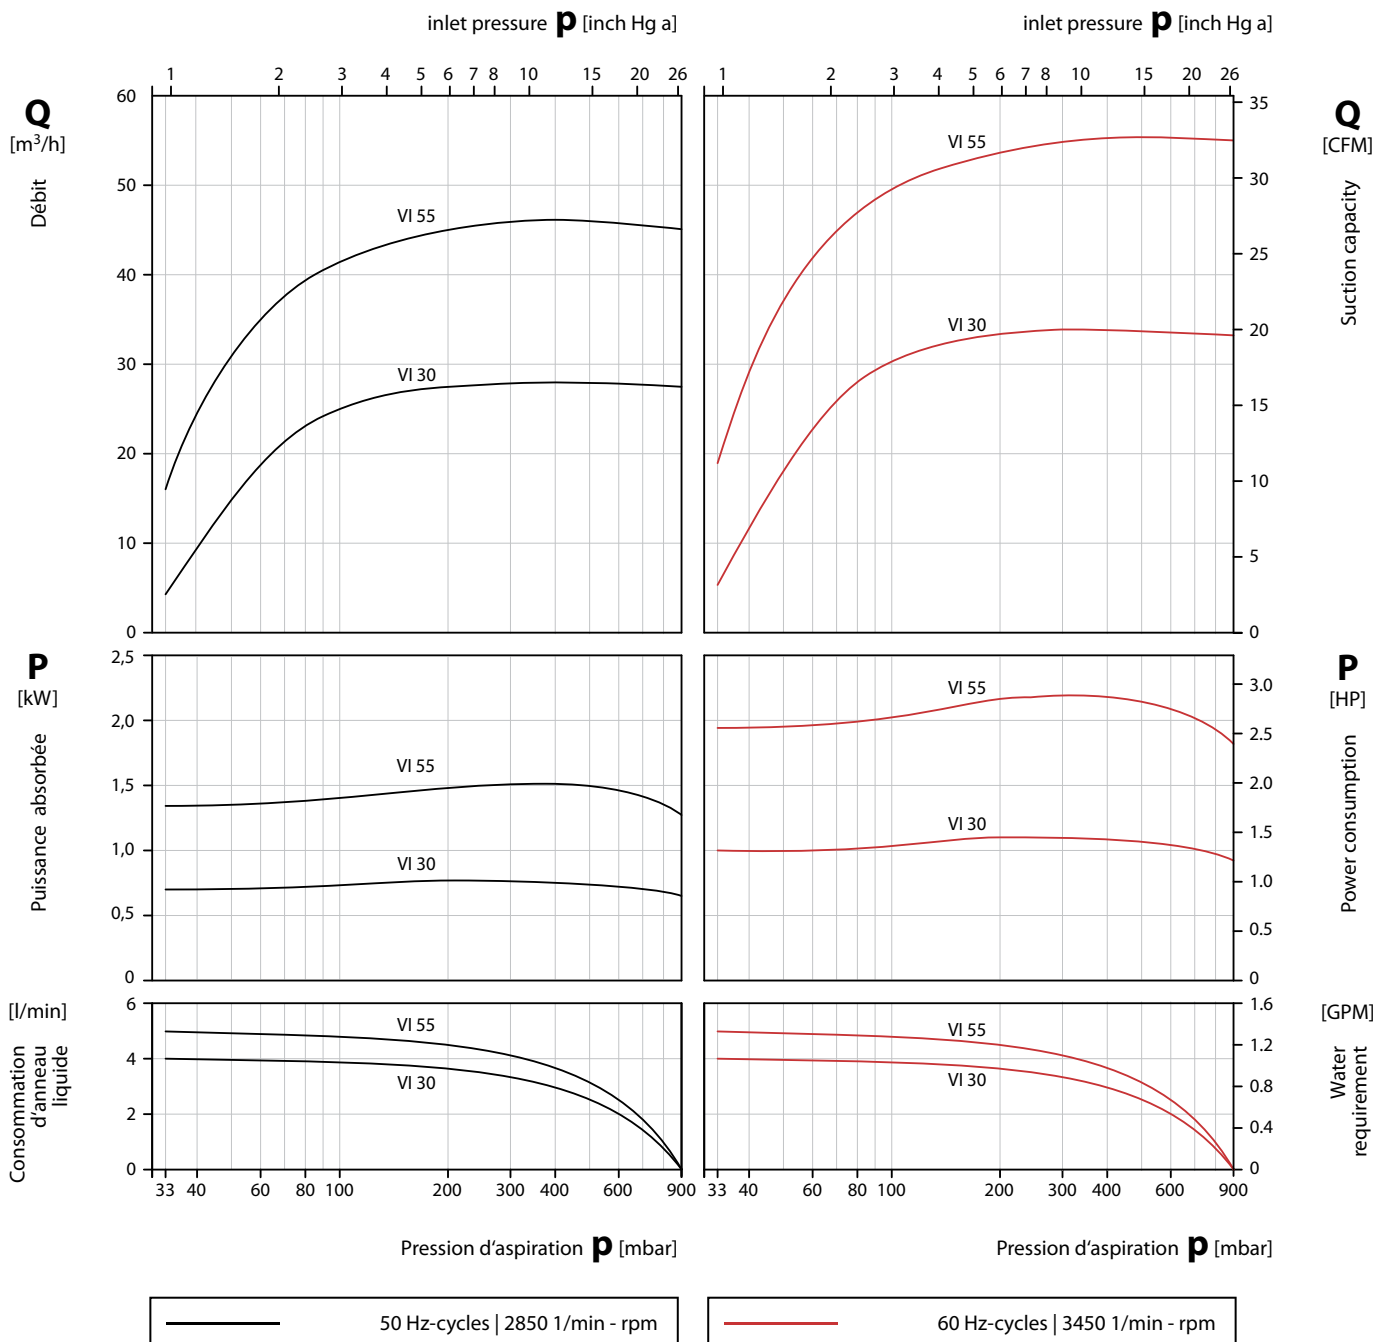 inlet pressure p [inch Hg a]
inlet pressure p [inch Hg a]
1 2 3 4 5 6 7 8 10 15 20 26
1 2 3 4 5 6 7 8 10 15 20 26
Q
[m³/h]
Débit
60
50
40
30
20
10
0
VI 55
VI 30
VI 55
VI 30
35
30
25
20
15
10
5
0
Q
[CFM]
Suction capacity
P
[kW]
Puissance absorbée
2,5
2,0
1,5
1,0
0,5
0
VI 55
VI 30
VI 55
VI 30
3.0
2.5
2.0
1.5
1.0
0.5
0
P
[HP]
Power consumption
[l/min]
Consommation
d'anneau
liquide
6
4
2
0
VI 55
VI 30
VI 55
VI 30
1.6
1.2
0.8
0.4
0
[GPM]
Water
requirement
33 40 60 80 100 200 300 400 600 900
33 40 60 80 100 200 300 400 600 900
Pression d‘aspiration p [mbar]
Pression d‘aspiration p [mbar]
50 Hz-cycles | 2850 1/min - rpm
60 Hz-cycles | 3450 1/min - rpm